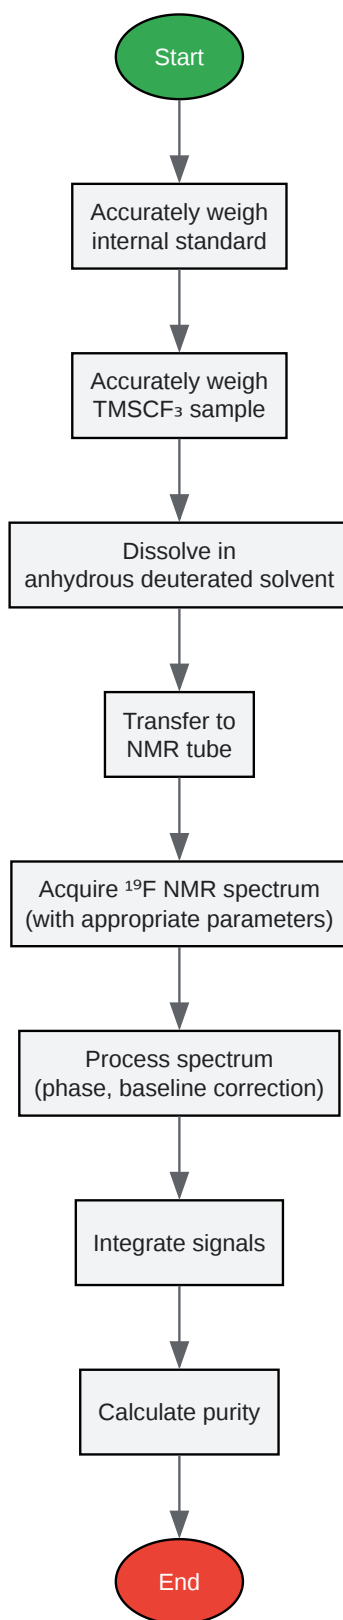 Start
Accurately weigh
internal standard
Accurately weigh
TMSCF₃ sample
Dissolve in
anhydrous deuterated solvent
Transfer to
NMR tube
Acquire ¹⁹F NMR spectrum
(with appropriate parameters)
Process spectrum
(phase, baseline correction)
Integrate signals
Calculate purity
End